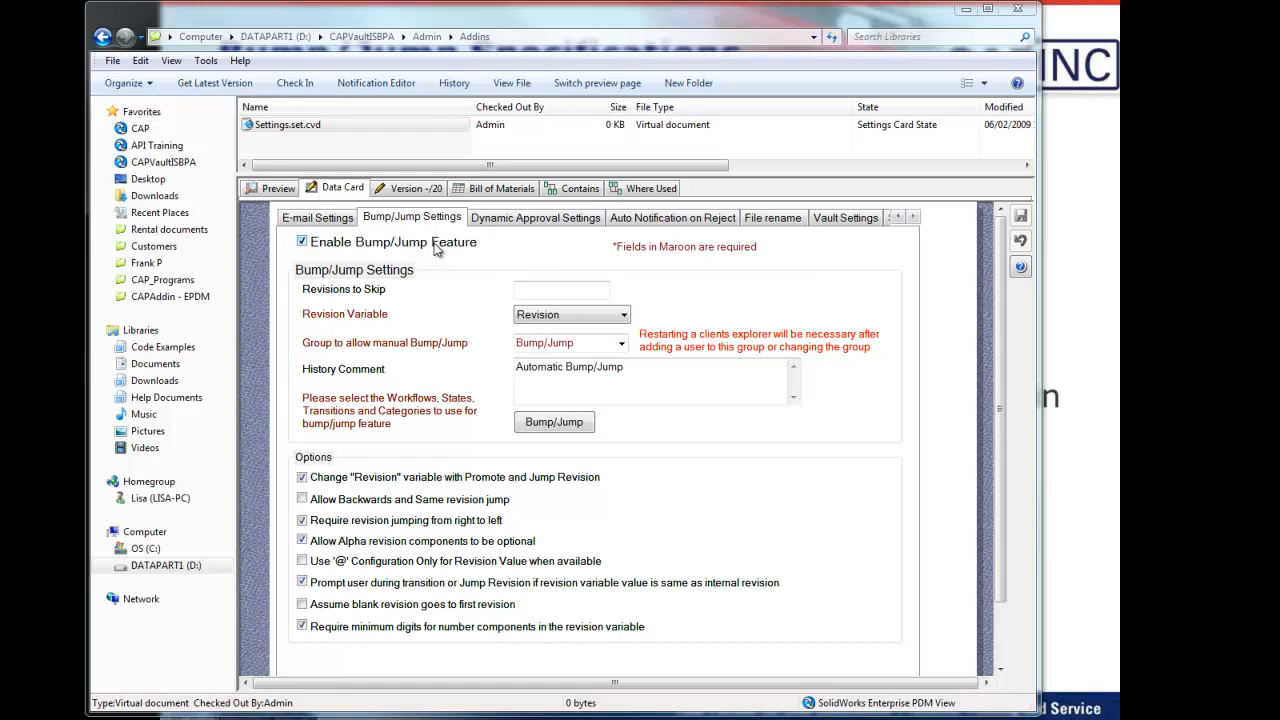 Computer ▸ DATAPART1 (D:) ▸ CAPVaultISBPA ▸ Admin ▸ Addins
Search Libraries
INC
File Edit View Tools Help
Organize Get Latest Version Check In Notification Editor History View File Switch preview page New Folder
Favorites
CAP
API Training
CAPVaultISBPA
Desktop
Downloads
Recent Places
Rental documents
Customers
Frank P
CAP_Programs
CAPAddin - EPDM
Libraries
Code Examples
Documents
Downloads
Help Documents
Music
Pictures
Videos
Homegroup
Lisa (LISA-PC)
Computer
OS (C:)
DATAPART1 (D:)
Network
Name Checked Out By Size File Type State Modified
Settings.set.cvd Admin 0 KB Virtual document Settings Card State 06/02/2009
Preview Data Card Version -/20 Bill of Materials Contains Where Used
E-mail Settings Bump/Jump Settings Dynamic Approval Settings Auto Notification on Reject File rename Vault Settings
Enable Bump/Jump Feature
*Fields in Maroon are required
Bump/Jump Settings
Revisions to Skip
Revision Variable Revision
Group to allow manual Bump/Jump Bump/Jump
Restarting a clients explorer will be necessary after
adding a user to this group or changing the group
History Comment Automatic Bump/Jump
Please select the Workflows, States,
Transitions and Categories to use for
bump/jump feature
Bump/Jump
Options
Change "Revision" variable with Promote and Jump Revision
Allow Backwards and Same revision jump
Require revision jumping from right to left
Allow Alpha revision components to be optional
Use '@' Configuration Only for Revision Value when available
Prompt user during transition or Jump Revision if revision variable value is same as internal revision
Assume blank revision goes to first revision
Require minimum digits for number components in the revision variable
n
Type:Virtual document Checked Out By:Admin 0 bytes SolidWorks Enterprise PDM View
d Service